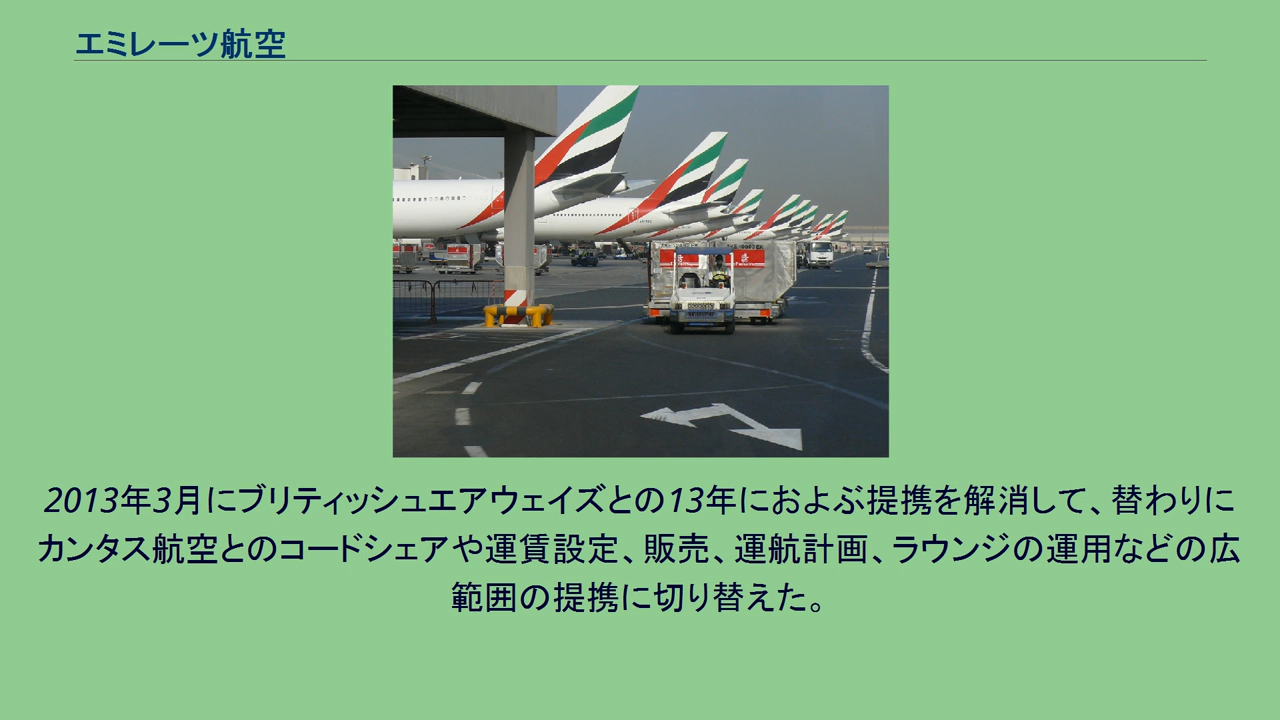 エミレーツ航空
2013年3月にブリティッシュエアウェイズとの13年におよぶ提携を解消して、替わりに
カンタス航空とのコードシェアや運賃設定、販売、運航計画、ラウンジの運用などの広
範囲の提携に切り替えた。